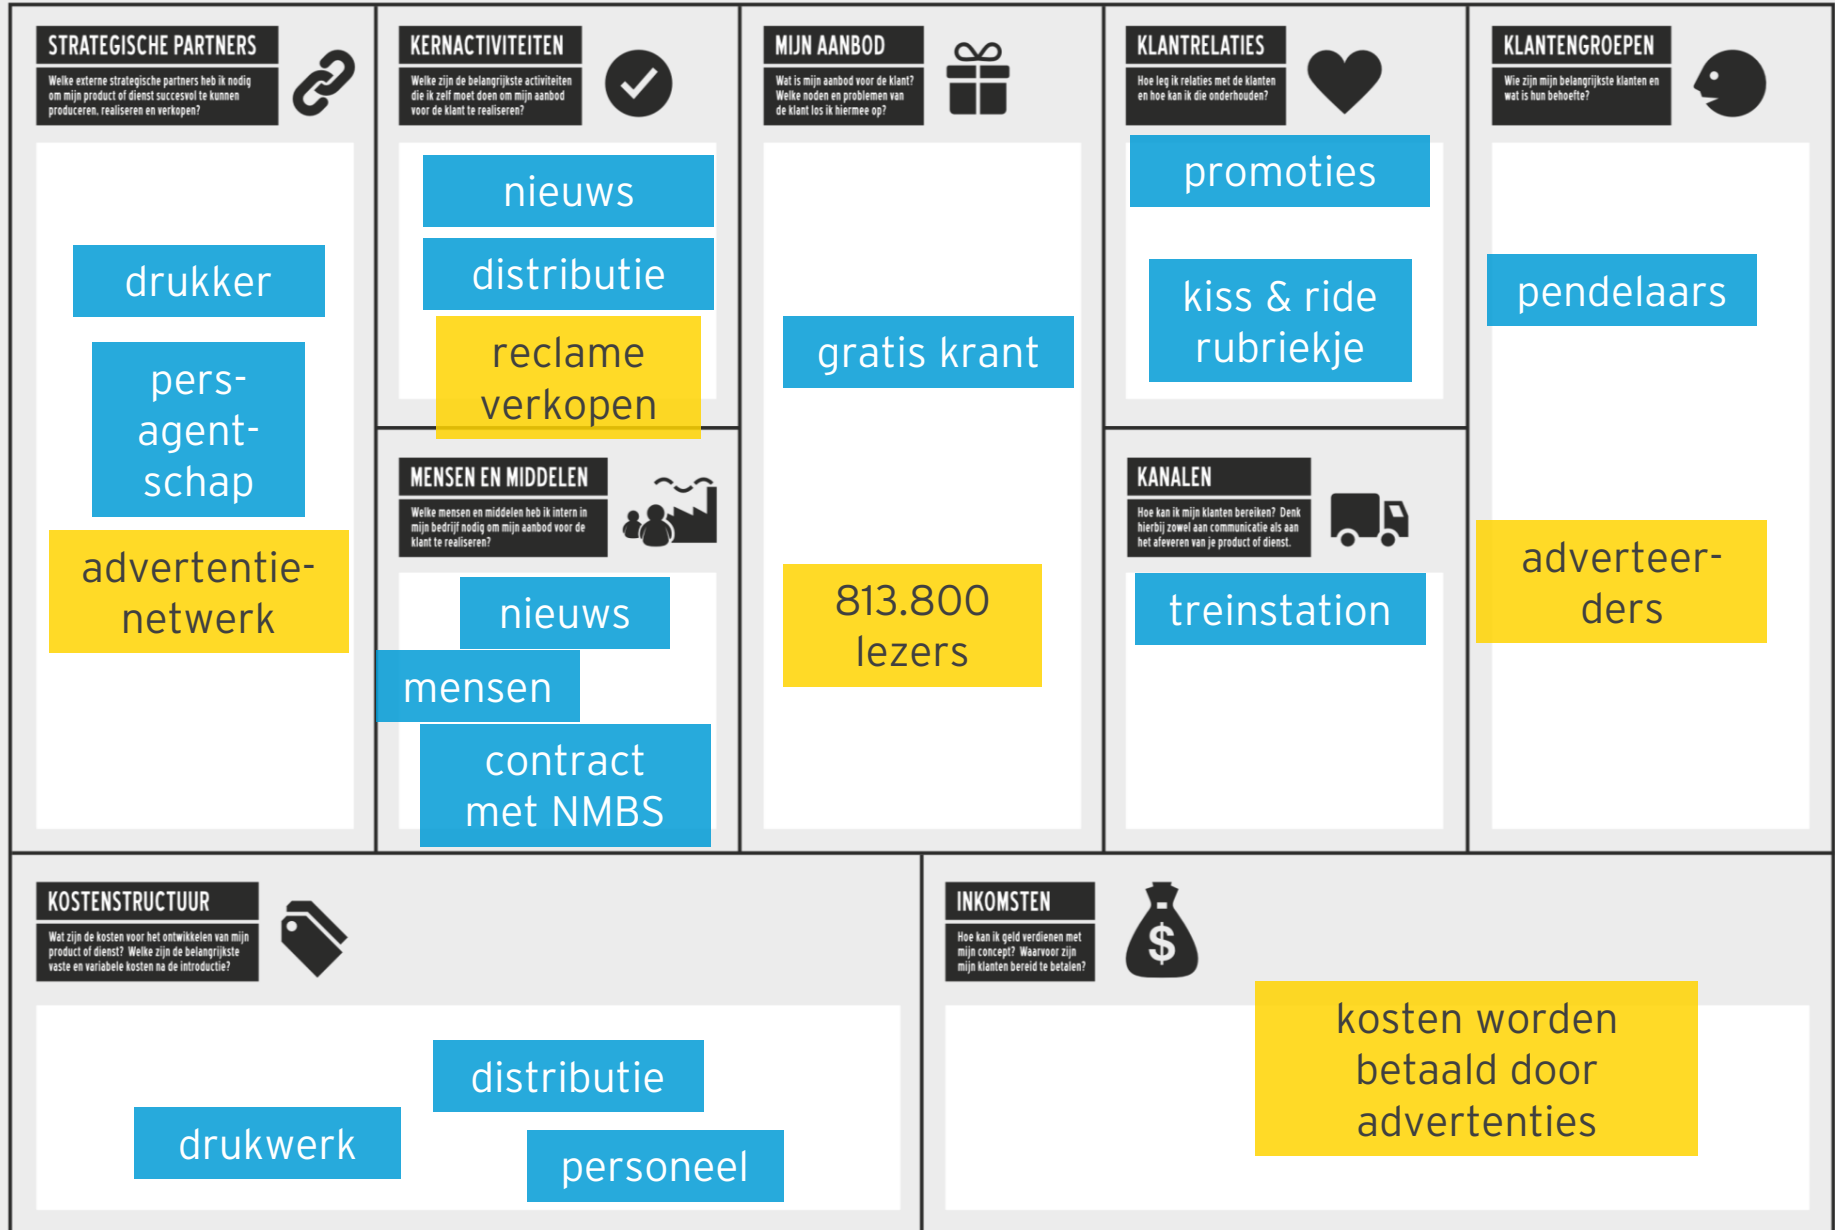 STRATEGISCHE PARTNERS
Welke externe strategische partners heb ik nodig
om mijn product of dienst succesvol te kunnen
produceren, realiseren en verkopen?
drukker
pers-
agent-
schap
advertentie-
netwerk
KERNACTIVITEITEN
Welke zijn de belangrijkste activiteiten
die ik zelf moet doen om mijn aanbod
voor de klant te realiseren?
nieuws
distributie
reclame
verkopen
MENSEN EN MIDDELEN
Welke mensen en middelen heb ik intern in
mijn bedrijf nodig om mijn aanbod voor de
klant te realiseren?
nieuws
mensen
contract
met NMBS
MIJN AANBOD
Wat is mijn aanbod voor de klant?
Welke noden en problemen van
de klant los ik hiermee op?
gratis krant
813.800
lezers
KLANTRELATIES
Hoe leg ik relaties met de klanten
en hoe kan ik die onderhouden?
promoties
kiss & ride
rubriekje
KANALEN
Hoe kan ik mijn klanten bereiken? Denk
hierbij zowel aan communicatie als aan
het afeveren van je product of dienst.
treinstation
KLANTENGROEPEN
Wie zijn mijn belangrijkste klanten en
wat is hun behoefte?
pendelaars
adverteer-
ders
KOSTENSTRUCTUUR
Wat zijn de kosten voor het ontwikkelen van mijn
product of dienst? Welke zijn de belangrijkste
vaste en variabele kosten na de introductie?
distributie
drukwerk
personeel
INKOMSTEN
Hoe kan ik geld verdienen met
mijn concept? Waarvoor zijn
mijn klanten bereid te betalen?
$
kosten worden
betaald door
advertenties